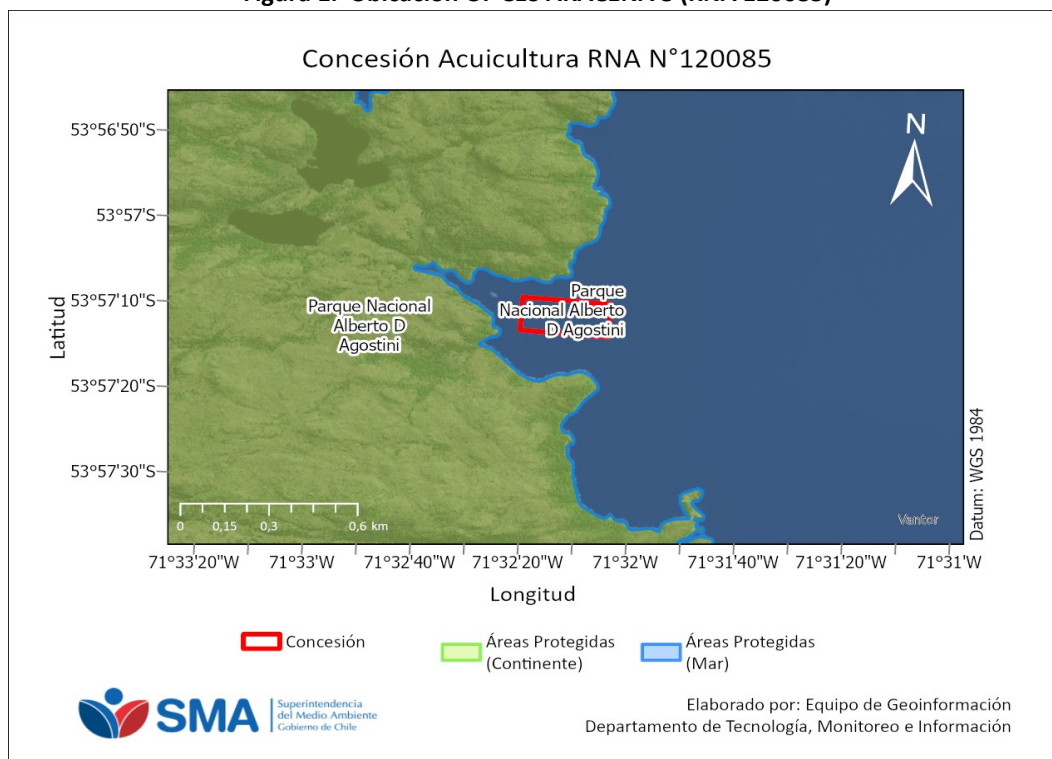 Concesión Acuicultura RNA N°120085
N
53°56'50"S
53°57'S
53°57'10"S
53°57'20"S
53°57'30"S
Latitud
Parque Nacional
Alberto D
Agostini
Parque
Nacional Alberto
D Agostini
0 0,15 0,3 0,6 km
Vantor
Datum: WGS 1984
71°33'20"W 71°33'W 71°32'40"W 71°32'20"W 71°32'W 71°31'40"W 71°31'20"W 71°31'W
Longitud
Concesión
Áreas Protegidas
(Continente)
Áreas Protegidas
(Mar)
SMA
Superintendencia
del Medio Ambiente
Gobierno de Chile
Elaborado por: Equipo de Geoinformación
Departamento de Tecnología, Monitoreo e Información